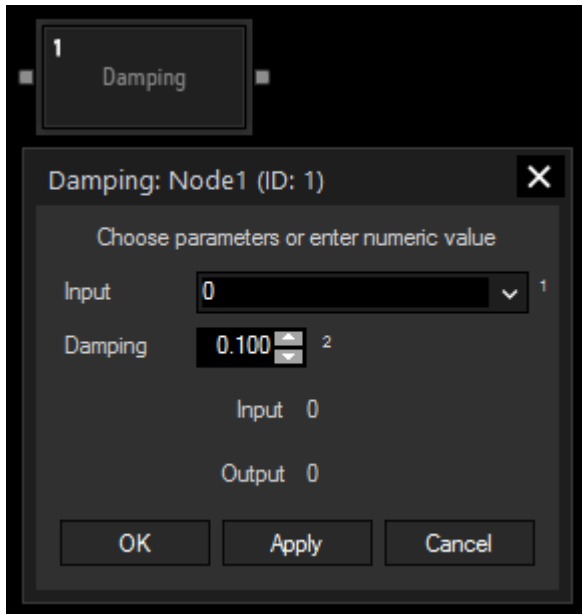 1
Damping
Damping: Node1 (ID: 1)
Choose parameters or enter numeric value
Input 0 1
Damping 0.100 2
Input 0
Output 0
OK Apply Cancel